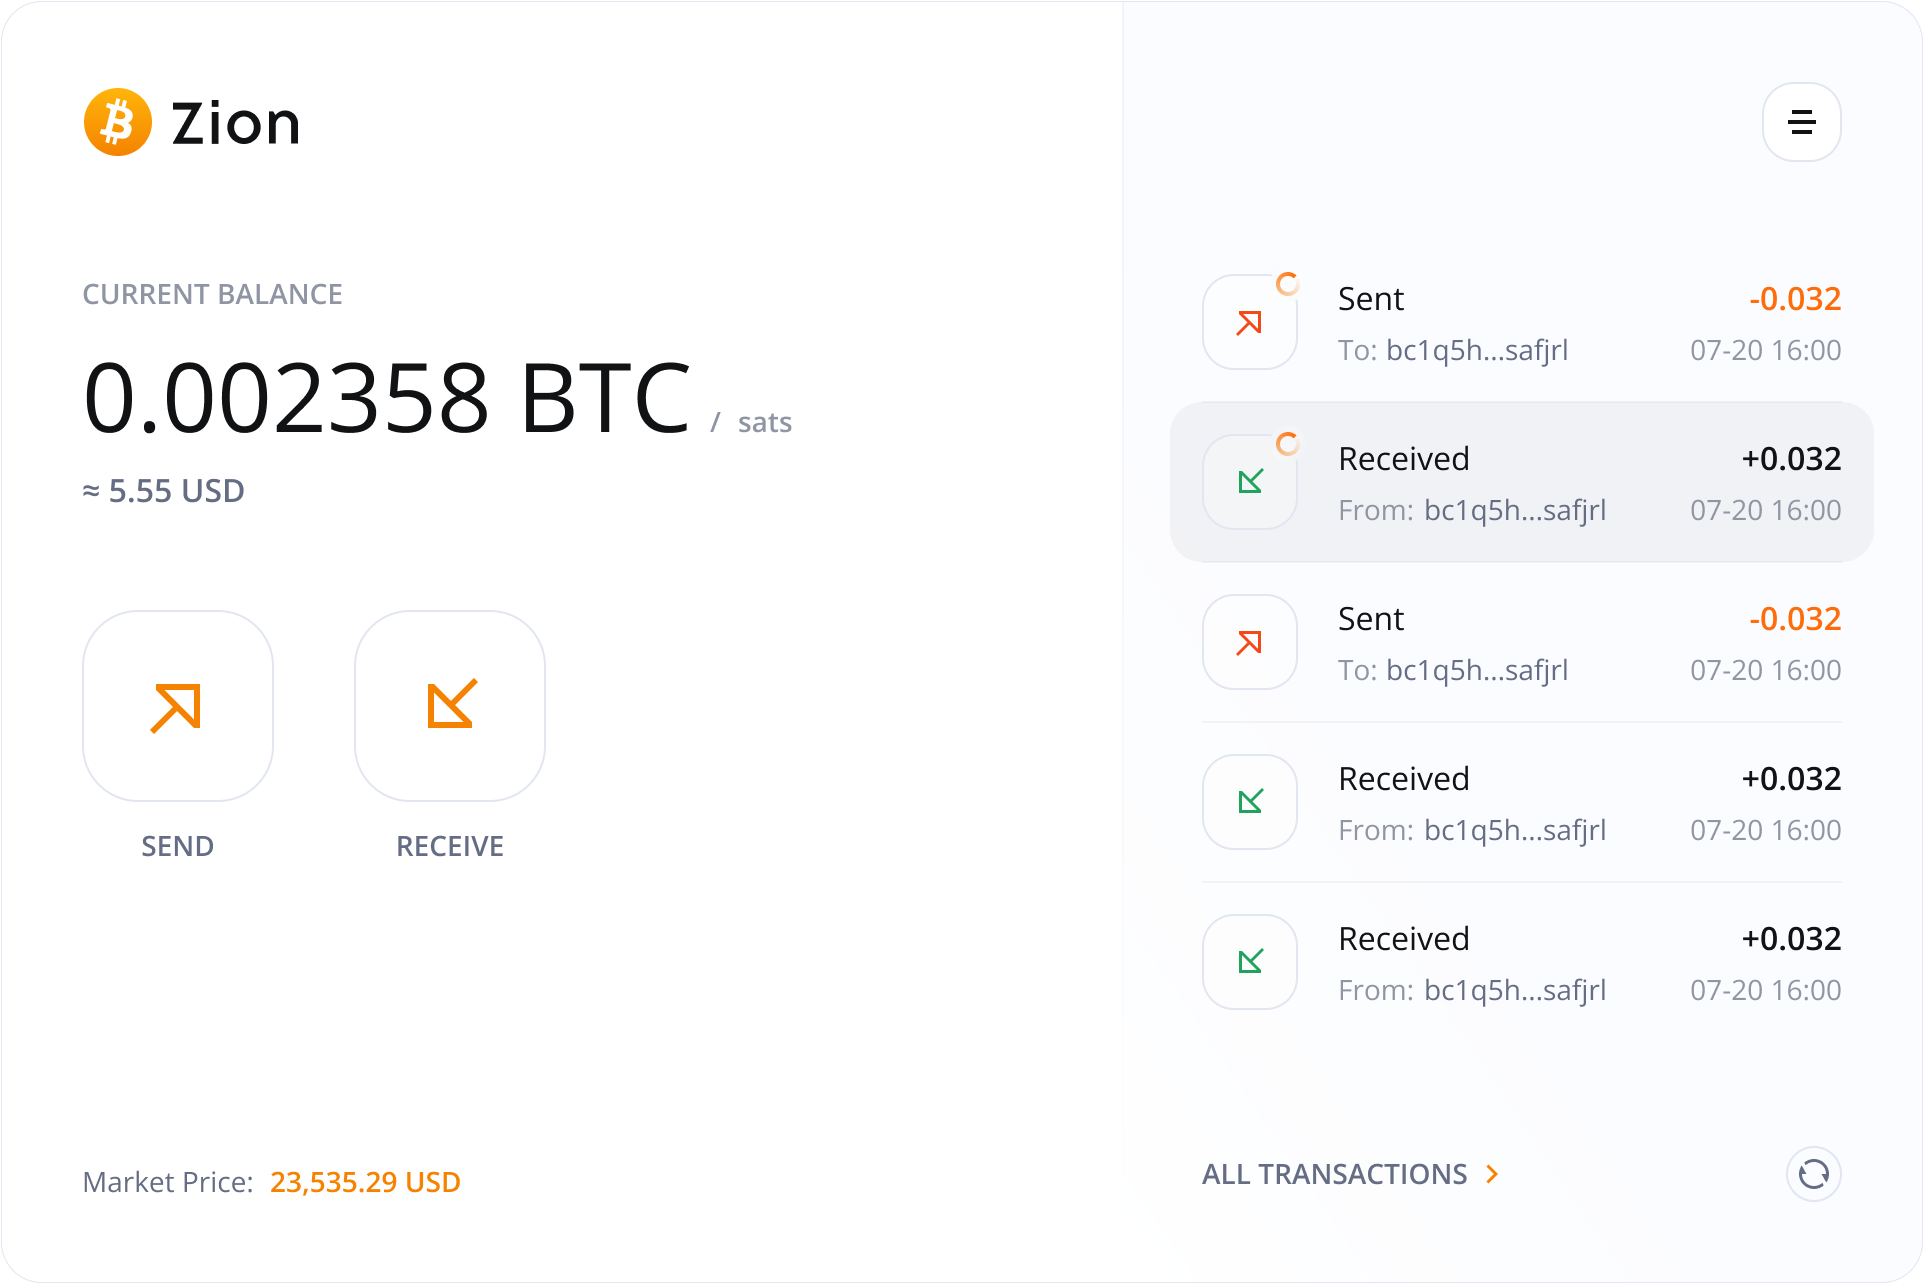 Zion
CURRENT BALANCE
0.002358 BTC / sats
≈ 5.55 USD
SEND
RECEIVE
Market Price: 23,535.29 USD
Sent -0.032
To: bc1q5h...safjrl 07-20 16:00
Received +0.032
From: bc1q5h...safjrl 07-20 16:00
Sent -0.032
To: bc1q5h...safjrl 07-20 16:00
Received +0.032
From: bc1q5h...safjrl 07-20 16:00
Received +0.032
From: bc1q5h...safjrl 07-20 16:00
ALL TRANSACTIONS